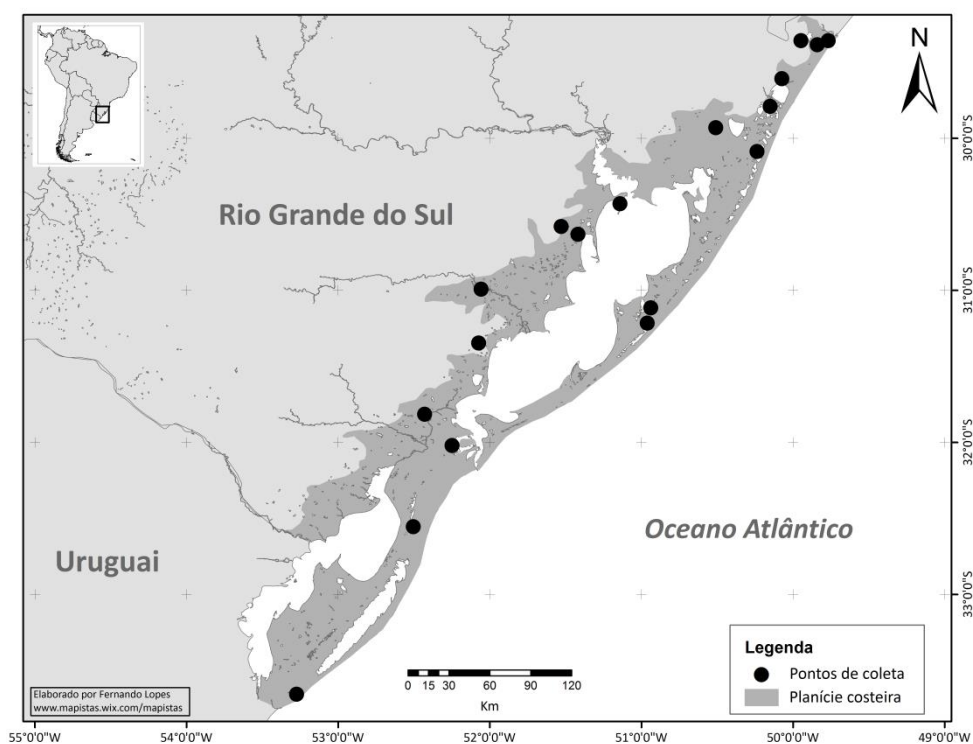 N
30°0'0"S
Rio Grande do Sul
31°0'0"S
32°0'0"S
Oceano Atlântico
Uruguai
33°0'0"S
Legenda
Pontos de coleta
Planície costeira
0 15 30 60 90 120
Km
Elaborado por Fernando Lopes
www.mapistas.wix.com/mapistas
55°0'0"W 54°0'0"W 53°0'0"W 52°0'0"W 51°0'0"W 50°0'0"W 49°0'0"W